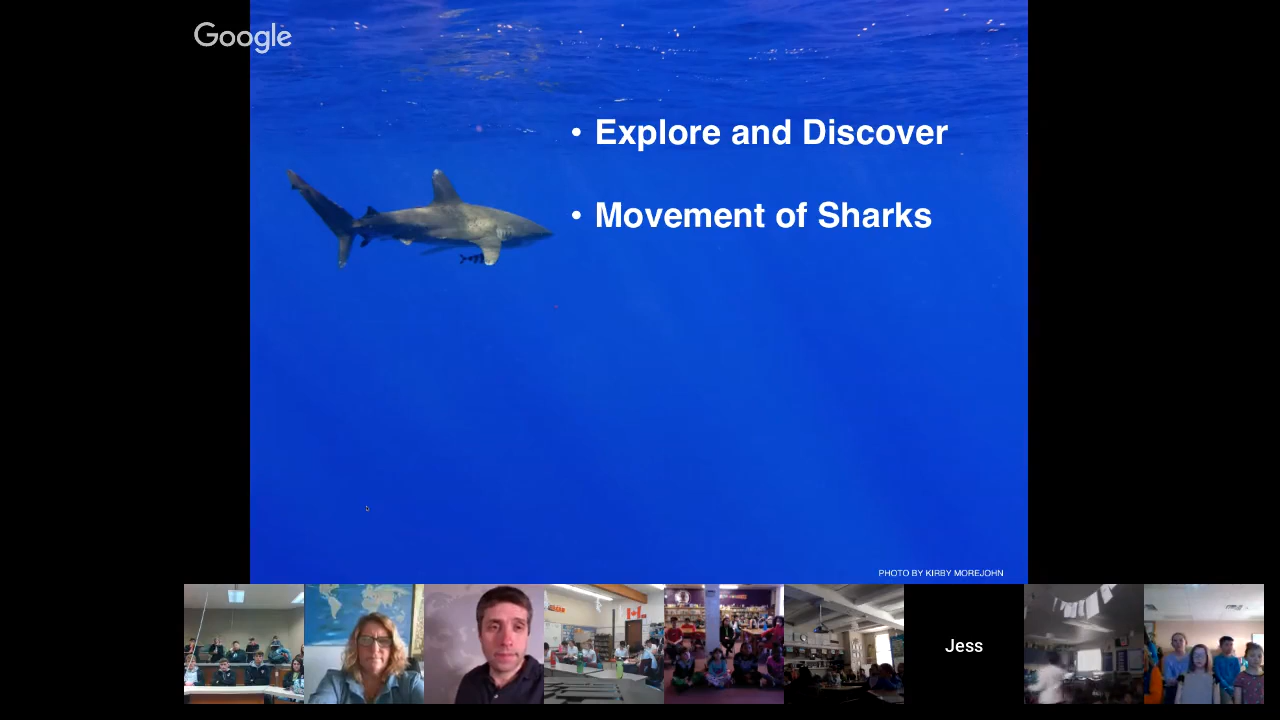 Google
• Explore and Discover
• Movement of Sharks
PHOTO BY KIRBY MOREJOHN
Jess